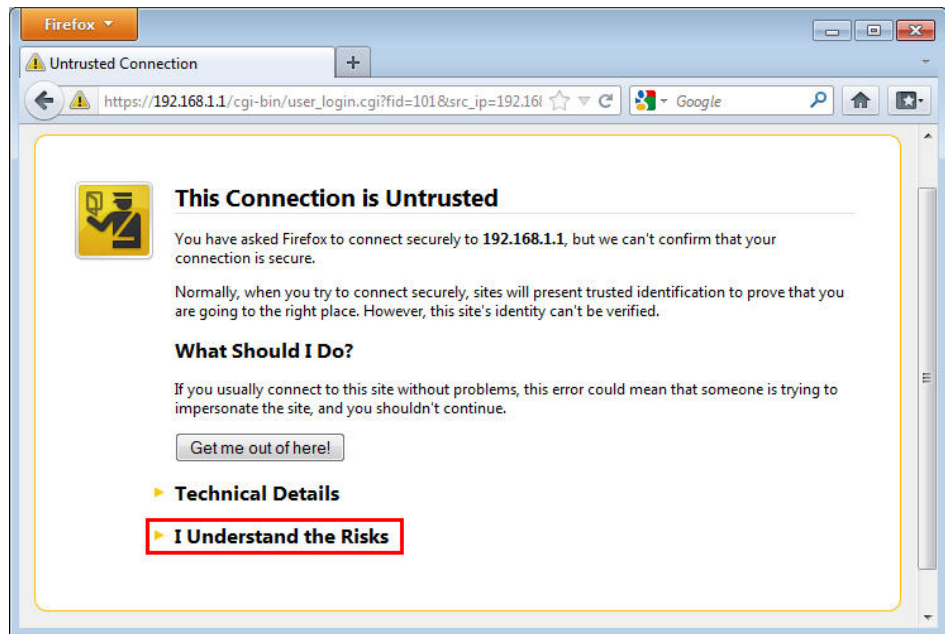 Firefox
Untrusted Connection
https://192.168.1.1/cgi-bin/user_login.cgi?fid=101&src_ip=192.16
Google
This Connection is Untrusted
You have asked Firefox to connect securely to 192.168.1.1, but we can't confirm that your
connection is secure.
Normally, when you try to connect securely, sites will present trusted identification to prove that you
are going to the right place. However, this site's identity can't be verified.
What Should I Do?
If you usually connect to this site without problems, this error could mean that someone is trying to
impersonate the site, and you shouldn't continue.
Get me out of here!
Technical Details
I Understand the Risks